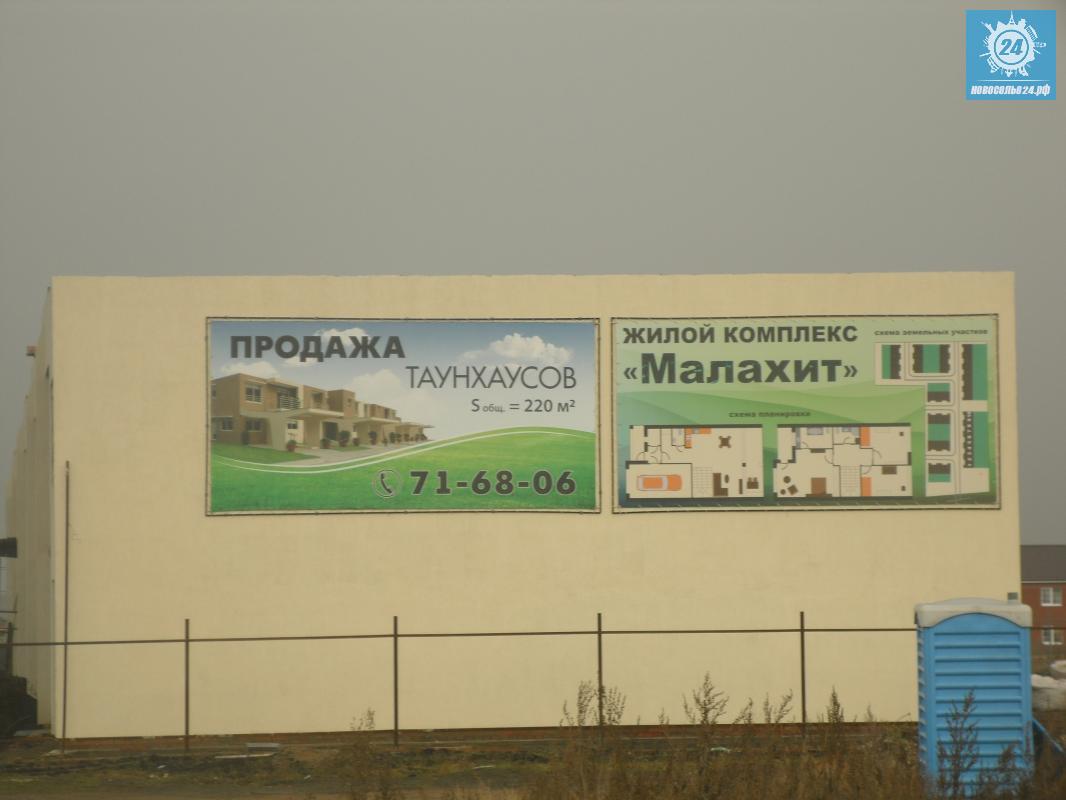 24
новоселье24.рф
ПРОДАЖА
ТАУНХАУСОВ
S общ. = 220 м²
71-68-06
ЖИЛОЙ КОМПЛЕКС
«Малахит»
схема земельных участков
схема планировки